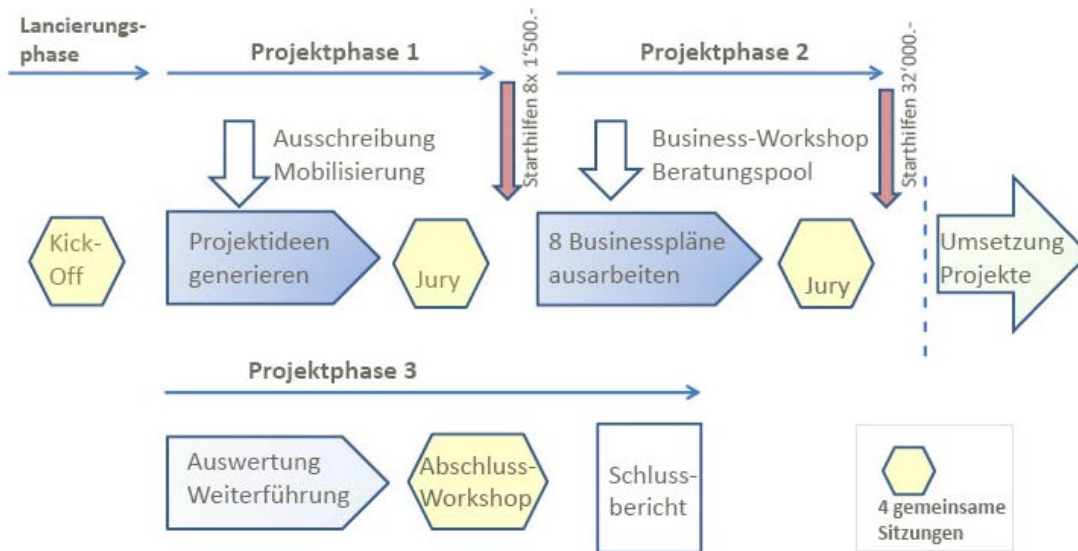 Lancierungs-
phase
Projektphase 1
Starthilfen 8x 1'500.-
Projektphase 2
Starthilfen 32'000.-
Ausschreibung
Mobilisierung
Business-Workshop
Beratungspool
Kick-
Off
Projektideen
generieren
Jury
8 Businesspläne
ausarbeiten
Jury
Umsetzung
Projekte
Projektphase 3
Auswertung
Weiterführung
Abschluss-
Workshop
Schluss-
bericht
4 gemeinsame
Sitzungen